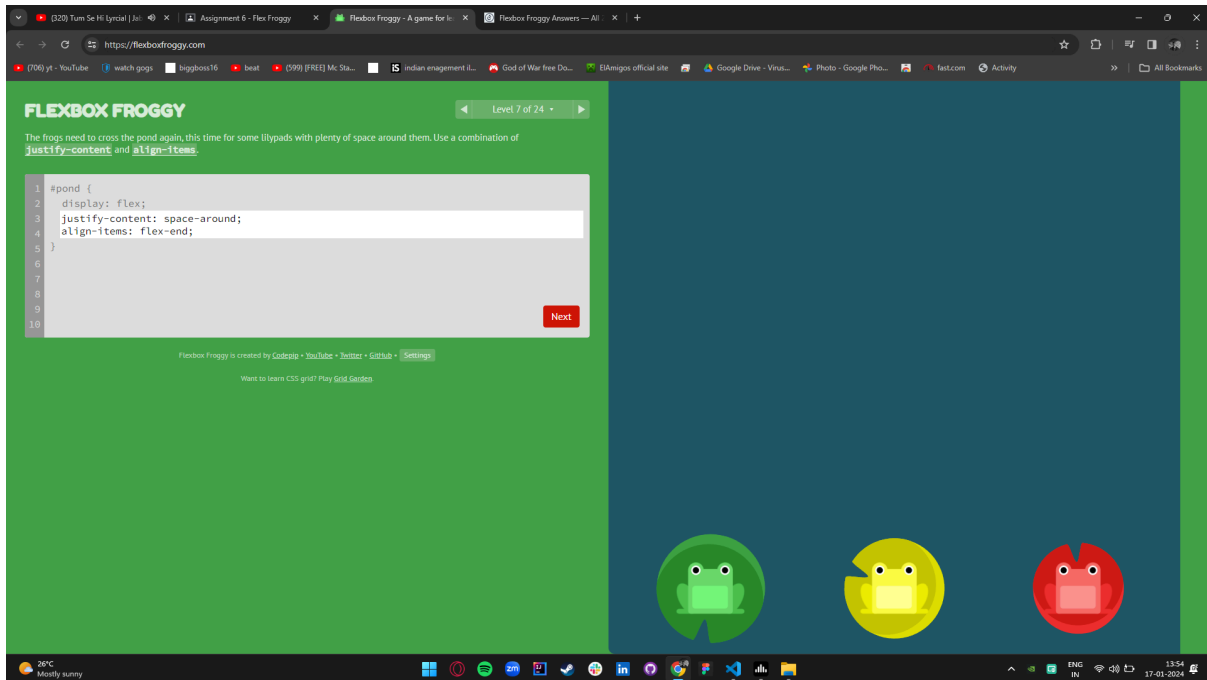 (320) Tum Se Hi Lyrcial | Jab
Assignment 6 - Flex Froggy
Flexbox Froggy - A game for le
Flexbox Froggy Answers — All
https://flexboxfroggy.com
(706) yt - YouTube
watch gogs
biggboss16
beat
(599) [FREE] Mc Sta...
indian enagement il...
God of War free Do...
ElAmigos official site
Google Drive - Virus...
Photo - Google Pho...
fast.com
Activity
All Bookmarks
FLEXBOX FROGGY
Level 7 of 24
The frogs need to cross the pond again, this time for some lilypads with plenty of space around them. Use a combination of
justify-content and align-items.
1 #pond {
2 display: flex;
3 justify-content: space-around;
4 align-items: flex-end;
5 }
6
7
8
9
10
Next
Flexbox Froggy is created by Codepip • YouTube • Twitter • GitHub • Settings
Want to learn CSS grid? Play Grid Garden.
26°C
Mostly sunny
zm
in
ENG
IN
13:54
17-01-2024